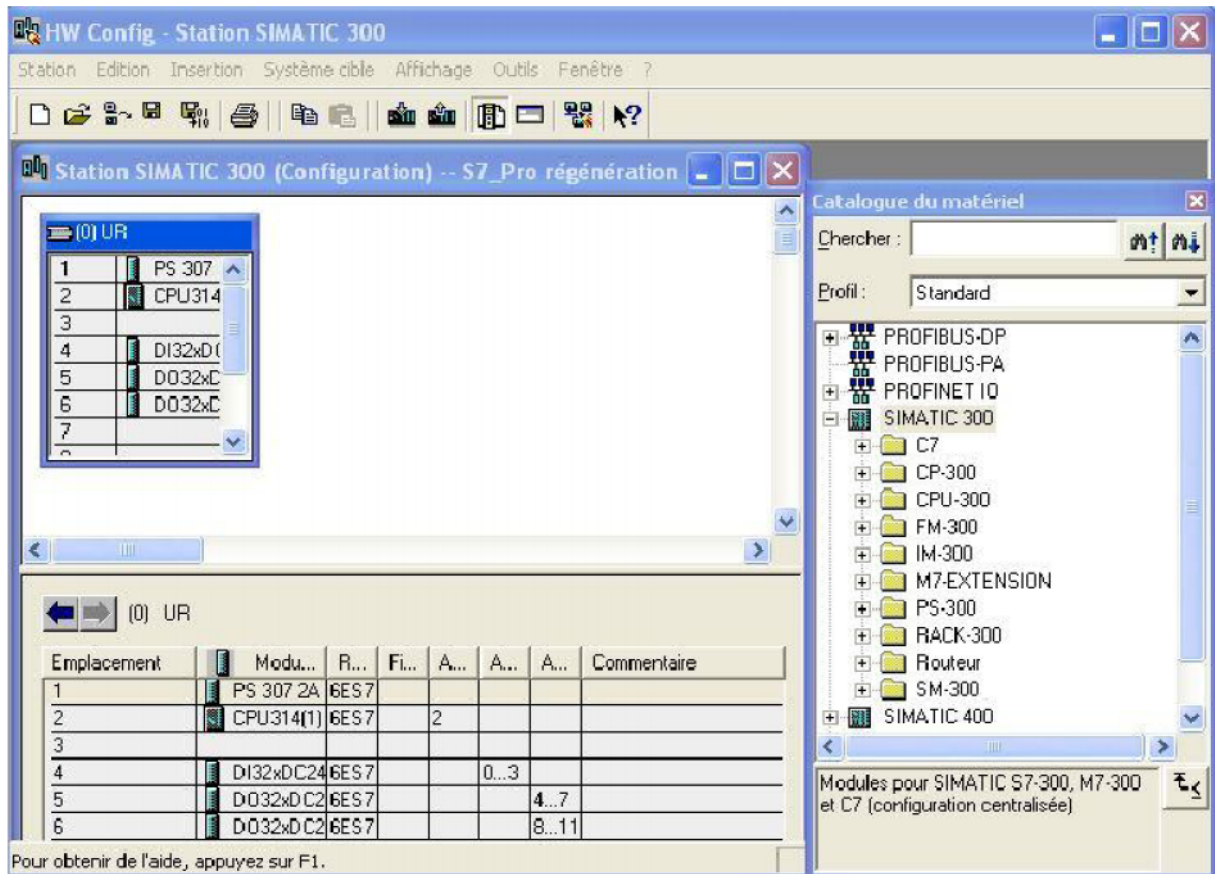 HW Config - Station SIMATIC 300
Station Edition Insertion Système cible Affichage Outils Fenêtre ?
Station SIMATIC 300 (Configuration) -- S7_Pro régénération
(0) UR
1 PS 307
2 CPU314
3
4 DI32xD(
5 DO32xC
6 DO32xC
7
(0) UR
Emplacement Modu... R... Fi... A... A... A... Commentaire
1 PS 307 2A 6ES7
2 CPU314(1) 6ES7 2
3
4 DI32xDC24 6ES7 0...3
5 DO32xDC2 6ES7 4...7
6 DO32xDC2 6ES7 8...11
Pour obtenir de l'aide, appuyez sur F1.
Catalogue du matériel
Chercher :
Profil : Standard
PROFIBUS-DP
PROFIBUS-PA
PROFINET IO
SIMATIC 300
C7
CP-300
CPU-300
FM-300
IM-300
M7-EXTENSION
PS-300
RACK-300
Routeur
SM-300
SIMATIC 400
Modules pour SIMATIC S7-300, M7-300
et C7 (configuration centralisée)